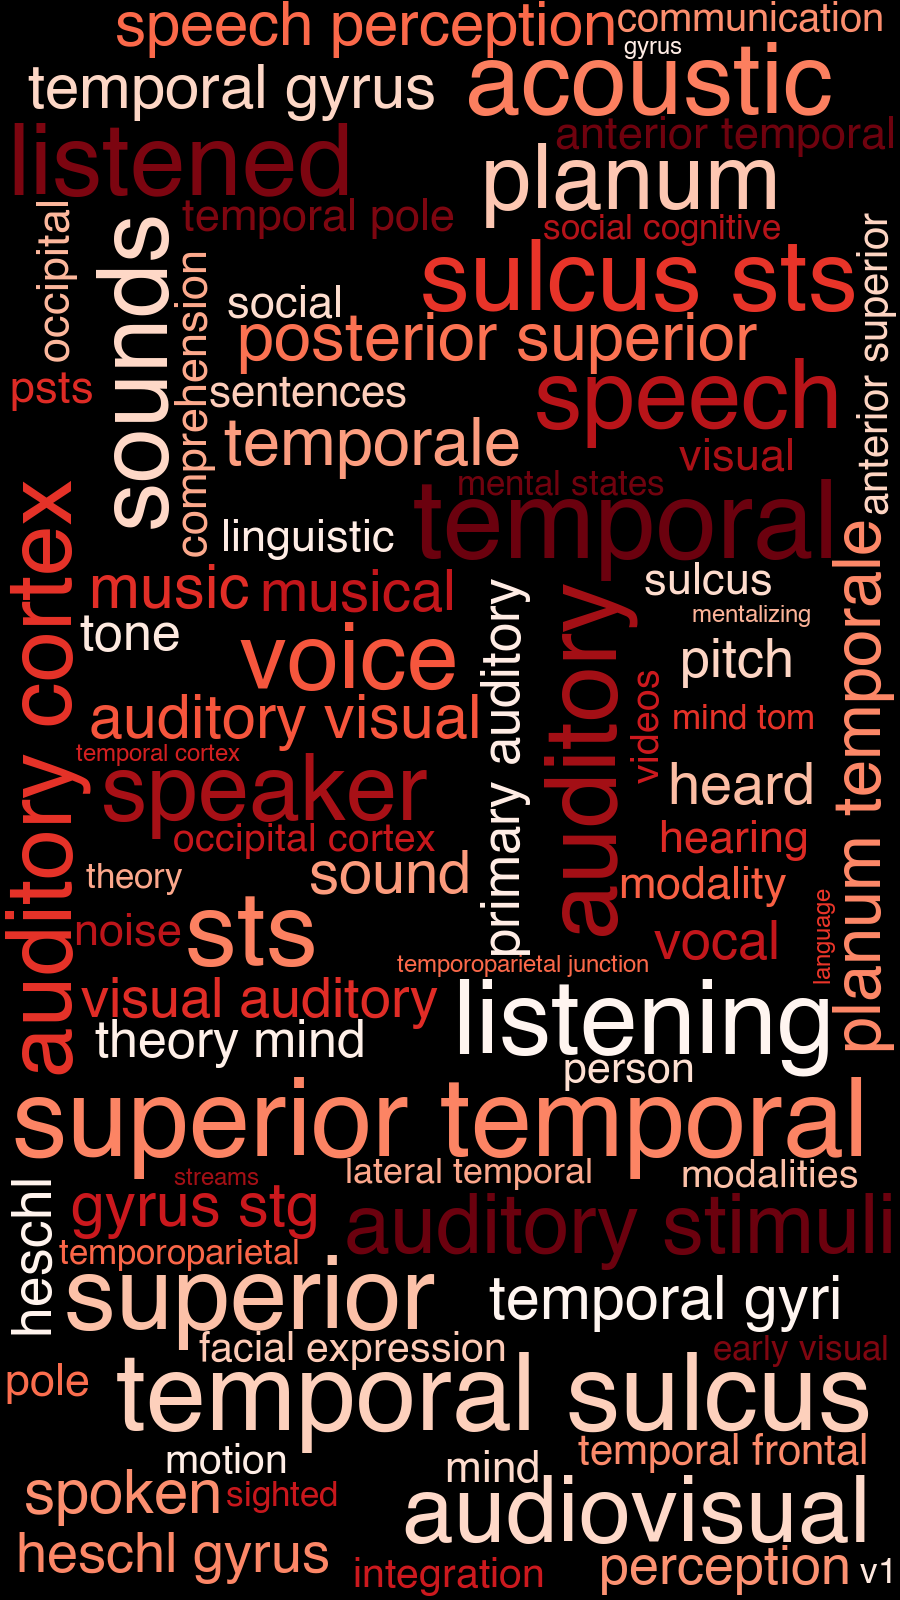 speech perception
communication
gyrus
temporal gyrus
acoustic
listened
anterior temporal
planum
temporal pole
social cognitive
occipital
sounds
comprehension
social
sulcus sts
anterior superior
posterior superior
psts
sentences
speech
temporale
visual
mental states
temporal
linguistic
auditory cortex
music
musical
sulcus
mentalizing
tone
voice
primary auditory
auditory
pitch
planum temporale
auditory visual
videos
mind tom
temporal cortex
speaker
heard
occipital cortex
hearing
theory
sound
modality
noise
sts
vocal
language
temporoparietal junction
visual auditory
listening
theory mind
person
superior temporal
streams
lateral temporal
modalities
heschl
gyrus stg
auditory stimuli
temporoparietal
superior
temporal gyri
facial expression
early visual
pole
temporal sulcus
motion
mind
temporal frontal
spoken
sighted
audiovisual
heschl gyrus
integration
perception
v1